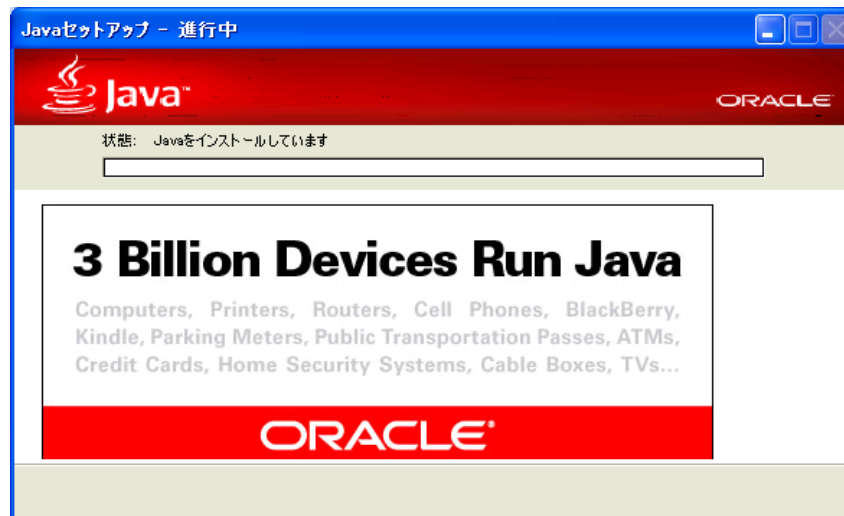 Javaセットアップ - 進行中
Java™
ORACLE
状態: Javaをインストールしています
3 Billion Devices Run Java
Computers, Printers, Routers, Cell Phones, BlackBerry,
Kindle, Parking Meters, Public Transportation Passes, ATMs,
Credit Cards, Home Security Systems, Cable Boxes, TVs...
ORACLE®